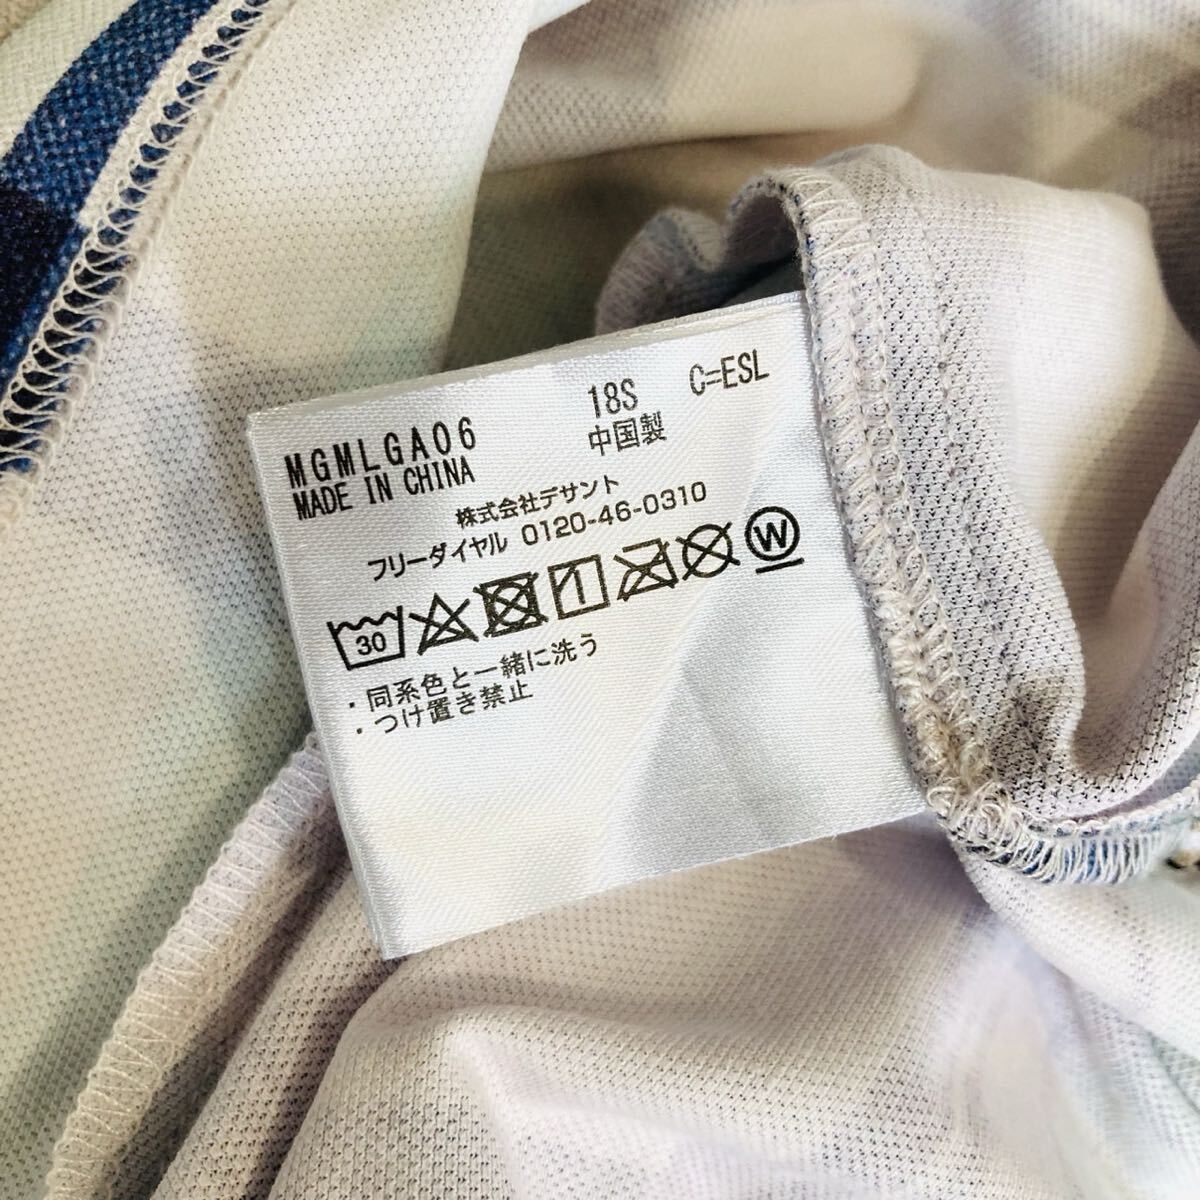 MGMLGA06 18S C=ESL
MADE IN CHINA 中国製
株式会社デサント
フリーダイヤル 0120-46-0310
30 W
・同系色と一緒に洗う
・つけ置き禁止